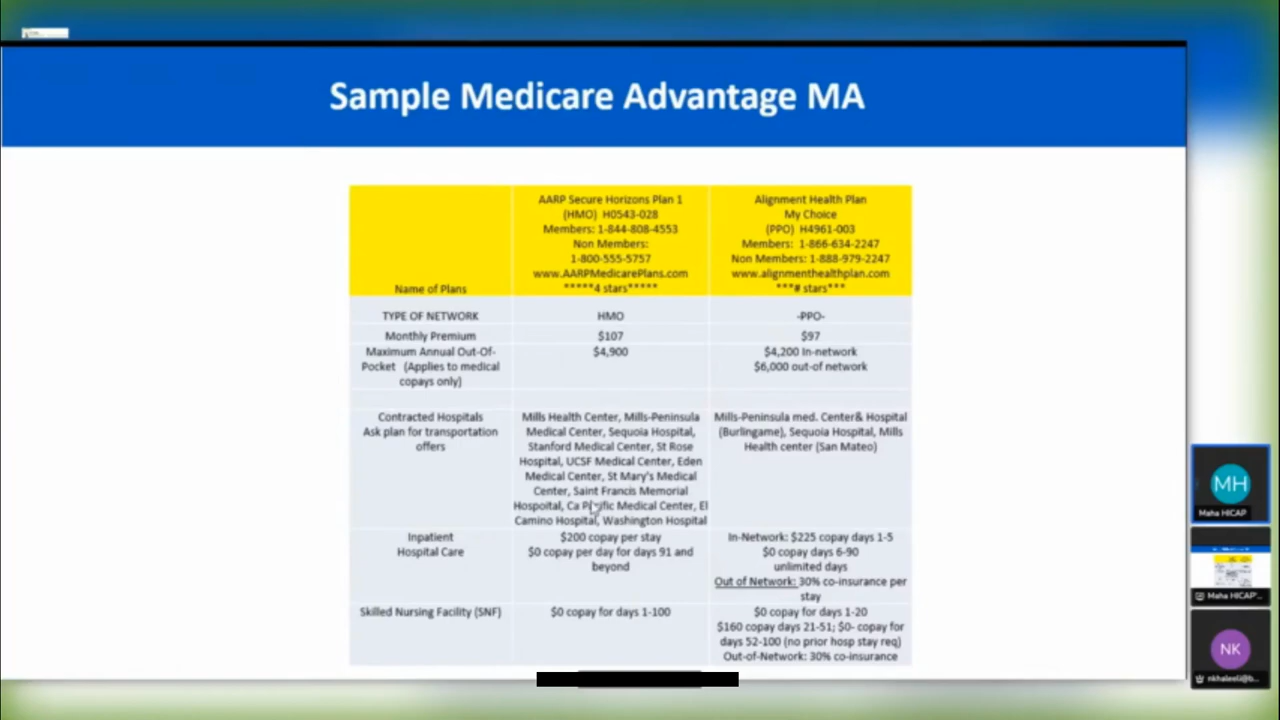 Sample Medicare Advantage MA
Name of Plans
AARP Secure Horizons Plan 1
(HMO) H0543-028
Members: 1-844-808-4553
Non Members:
1-800-555-5757
www.AARPMedicarePlans.com
*****4 stars*****
Alignment Health Plan
My Choice
(PPO) H4961-003
Members: 1-866-634-2247
Non Members: 1-888-979-2247
www.alignmenthealthplan.com
***# stars***
TYPE OF NETWORK
HMO
-PPO-
Monthly Premium
$107
$97
Maximum Annual Out-Of-
Pocket (Applies to medical
copays only)
$4,900
$4,200 In-network
$6,000 out-of network
Contracted Hospitals
Ask plan for transportation
offers
Mills Health Center, Mills-Peninsula
Medical Center, Sequoia Hospital,
Stanford Medical Center, St Rose
Hospital, UCSF Medical Center, Eden
Medical Center, St Mary's Medical
Center, Saint Francis Memorial
Hospoital, Ca Pacific Medical Center, El
Camino Hospital, Washington Hospital
Mills-Peninsula med. Center& Hospital
(Burlingame), Sequoia Hospital, Mills
Health center (San Mateo)
Inpatient
Hospital Care
$200 copay per stay
$0 copay per day for days 91 and
beyond
In-Network: $225 copay days 1-5
$0 copay days 6-90
unlimited days
Out of Network: 30% co-insurance per
stay
Skilled Nursing Facility (SNF)
$0 copay for days 1-100
$0 copay for days 1-20
$160 copay days 21-51; $0- copay for
days 52-100 (no prior hosp stay req)
Out-of-Network: 30% co-insurance
MH
Maha HICAP
Maha HICAP'...
NK
nkhaleeli@b...